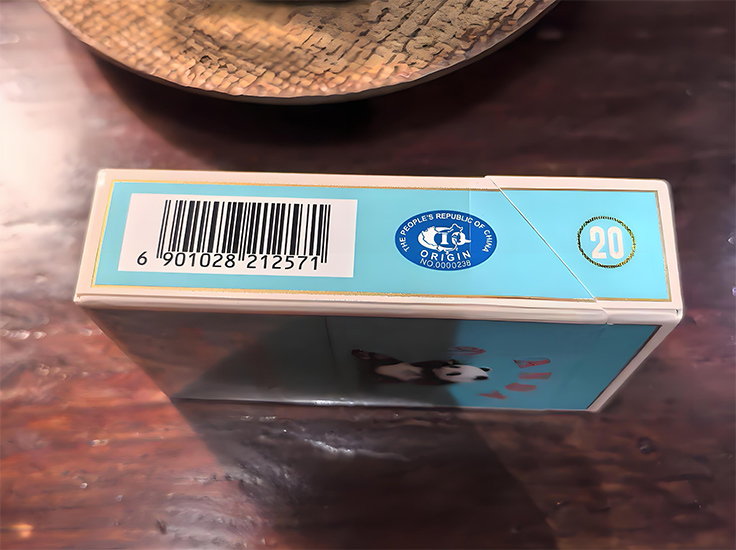 6 901028 212571
THE PEOPLE'S REPUBLIC OF CHINA
ORIGIN
NO.0000238
20